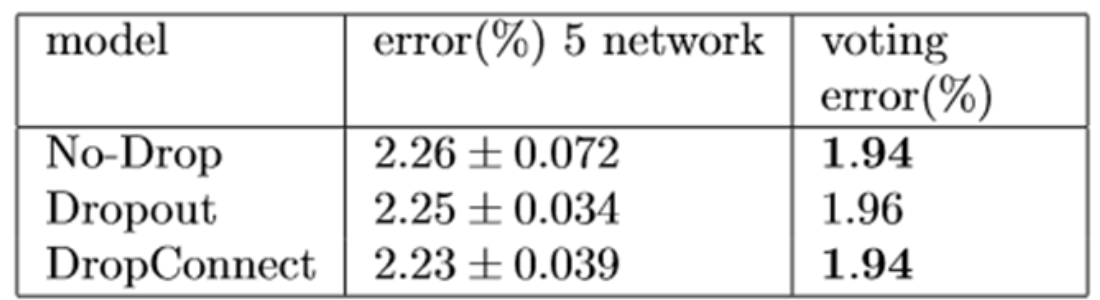 model error(%) 5 network voting
error(%)
No-Drop 2.26 ± 0.072 1.94
Dropout 2.25 ± 0.034 1.96
DropConnect 2.23 ± 0.039 1.94